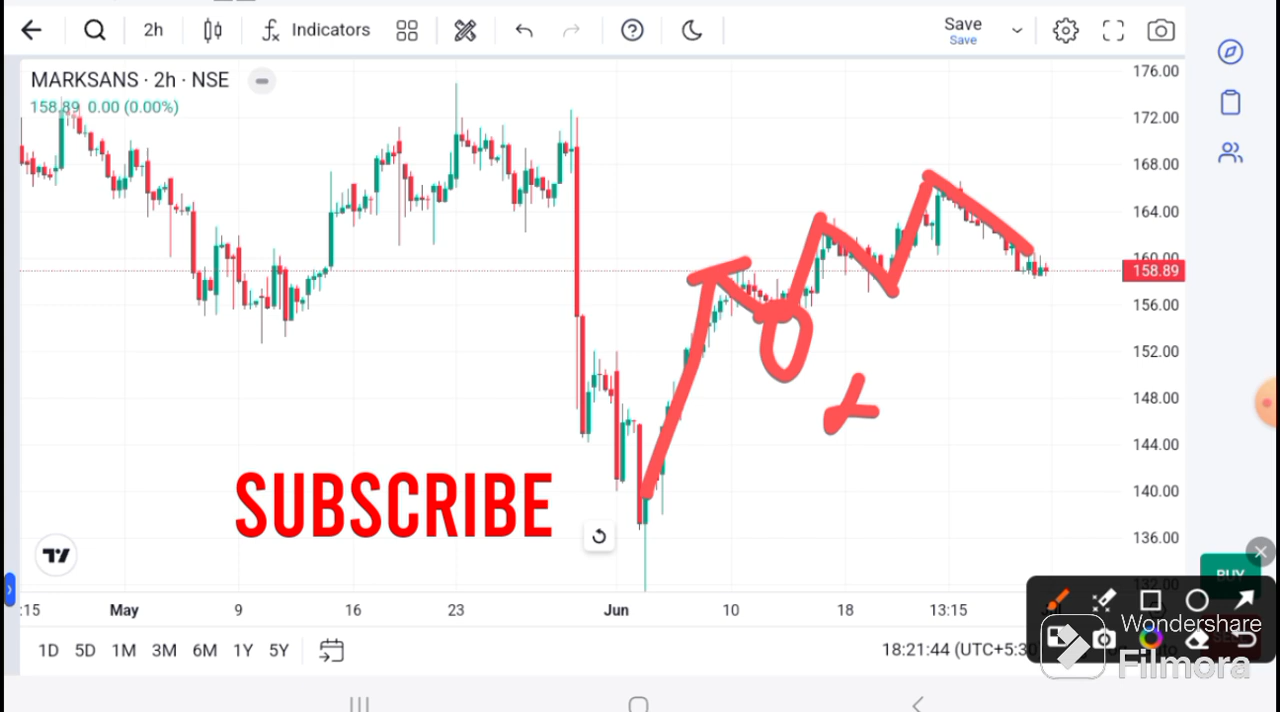 2h
Indicators
Save
Save
MARKSANS · 2h · NSE
158.89 0.00 (0.00%)
176.00
172.00
168.00
164.00
160.00
158.89
156.00
152.00
148.00
144.00
140.00
136.00
132.00
SUBSCRIBE
BUY
:15 May 9 16 23 Jun 10 18 13:15
1D 5D 1M 3M 6M 1Y 5Y
18:21:44 (UTC+5:30
Wondershare
Filmora